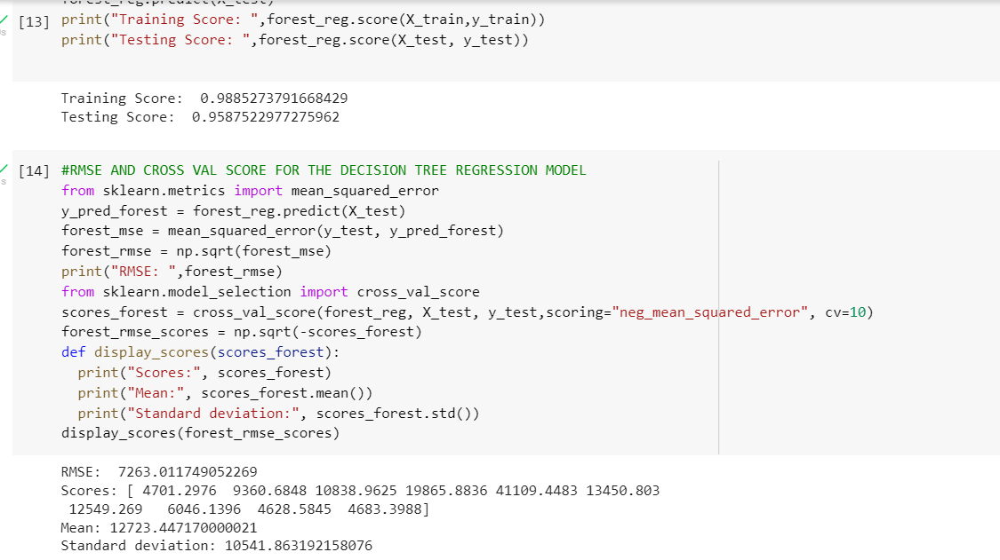 forest_reg.predict(X_test)
[13] print("Training Score: ",forest_reg.score(X_train,y_train))
print("Testing Score: ",forest_reg.score(X_test, y_test))
Training Score:  0.9885273791668429
Testing Score:  0.9587522977275962
[14] #RMSE AND CROSS VAL SCORE FOR THE DECISION TREE REGRESSION MODEL
from sklearn.metrics import mean_squared_error
y_pred_forest = forest_reg.predict(X_test)
forest_mse = mean_squared_error(y_test, y_pred_forest)
forest_rmse = np.sqrt(forest_mse)
print("RMSE: ",forest_rmse)
from sklearn.model_selection import cross_val_score
scores_forest = cross_val_score(forest_reg, X_test, y_test,scoring="neg_mean_squared_error", cv=10)
forest_rmse_scores = np.sqrt(-scores_forest)
def display_scores(scores_forest):
  print("Scores:", scores_forest)
  print("Mean:", scores_forest.mean())
  print("Standard deviation:", scores_forest.std())
display_scores(forest_rmse_scores)
RMSE:  7263.011749052269
Scores: [ 4701.2976  9360.6848 10838.9625 19865.8836 41109.4483 13450.803
 12549.269   6046.1396  4628.5845  4683.3988]
Mean: 12723.447170000021
Standard deviation: 10541.863192158076